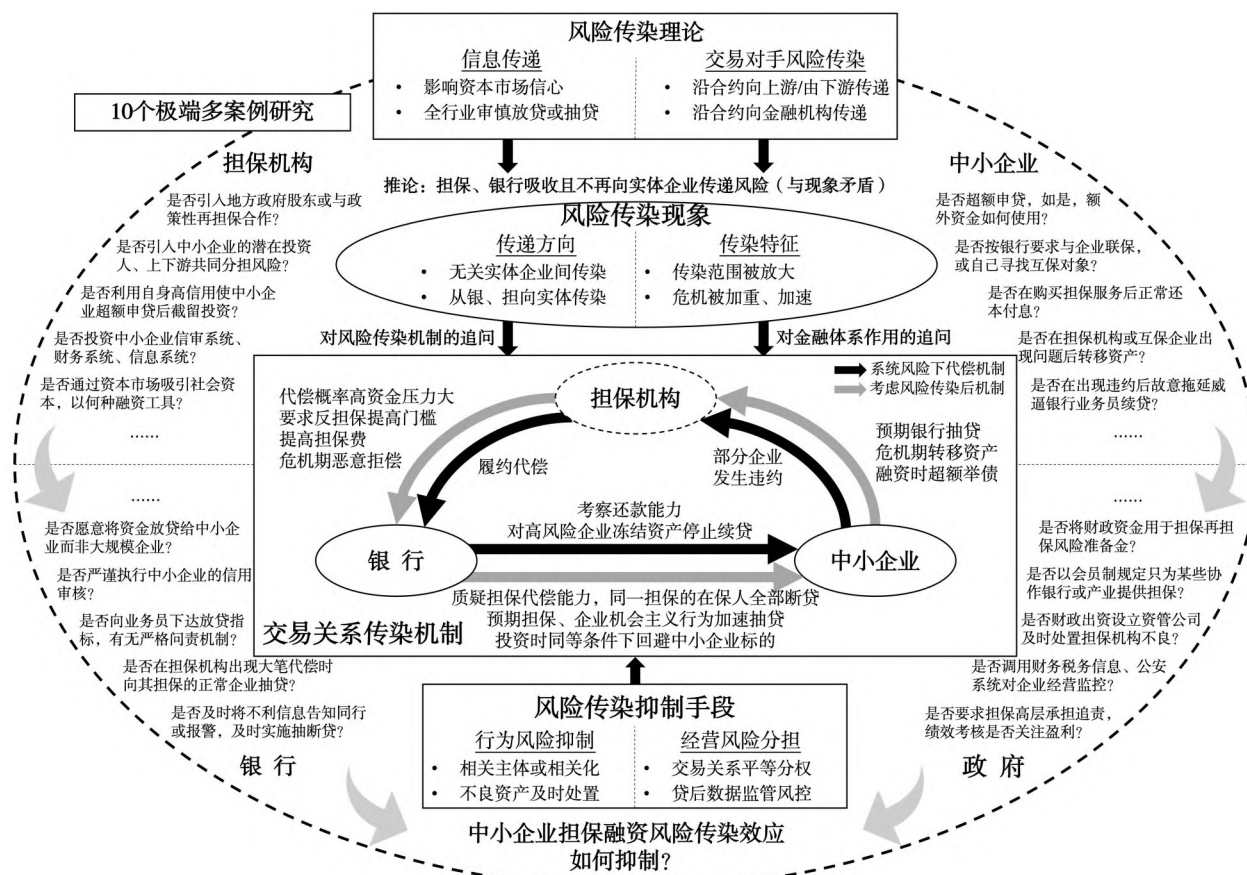 风险传染理论
信息传递
• 影响资本市场信心
• 全行业审慎放贷或抽贷
交易对手风险传染
• 沿合约向上游/由下游传递
• 沿合约向金融机构传递
10个极端多案例研究
推论：担保、银行吸收且不再向实体企业传递风险（与现象矛盾）
风险传染现象
传递方向
• 无关实体企业间传染
• 从银、担向实体传染
传染特征
• 传染范围被放大
• 危机被加重、加速
对风险传染机制的追问
对金融体系作用的追问
担保机构
是否引入地方政府股东或与政
策性再担保合作？
是否引入中小企业的潜在投资
人、上下游共同分担风险？
是否利用自身高信用使中小企
业超额申贷后截留投资？
是否投资中小企业信审系统、
财务系统、信息系统？
是否通过资本市场吸引社会资
本，以何种融资工具？
……
中小企业
是否超额申贷，如是，额
外资金如何使用？
是否按银行要求与企业联保，
或自己寻找互保对象？
是否在购买担保服务后正常还
本付息？
是否在担保机构或互保企业出
现问题后转移资产？
是否在出现违约后故意拖延威
逼银行业务员续贷？
……
系统风险下代偿机制
考虑风险传染后机制
担保机构
代偿概率高资金压力大
要求反担保提高门槛
提高担保费
危机期恶意拒偿
履约代偿
部分企业
发生违约
预期银行抽贷
危机期转移资产
融资时超额举债
考察还款能力
对高风险企业冻结资产停止续贷
银 行
中小企业
质疑担保代偿能力，同一担保的在保人全部断贷
预期担保、企业机会主义行为加速抽贷
投资时同等条件下回避中小企业标的
交易关系传染机制
……
是否愿意将资金放贷给中小企
业而非大规模企业？
是否严谨执行中小企业的信用
审核？
是否向业务员下达放贷指
标，有无严格问责机制？
是否在担保机构出现大笔代偿时
向其担保的正常企业抽贷？
是否及时将不利信息告知同行
或报警，及时实施抽断贷？
银 行
……
是否将财政资金用于担保再担
保风险准备金？
是否以会员制规定只为某些协
作银行或产业提供担保？
是否财政出资设立资管公司
及时处置担保机构不良？
是否调用财务税务信息、公安
系统对企业经营监控？
是否要求担保高层承担追责，
绩效考核是否关注盈利？
政 府
风险传染抑制手段
行为风险抑制
• 相关主体或相关化
• 不良资产及时处置
经营风险分担
• 交易关系平等分权
• 贷后数据监管风控
中小企业担保融资风险传染效应
如何抑制？